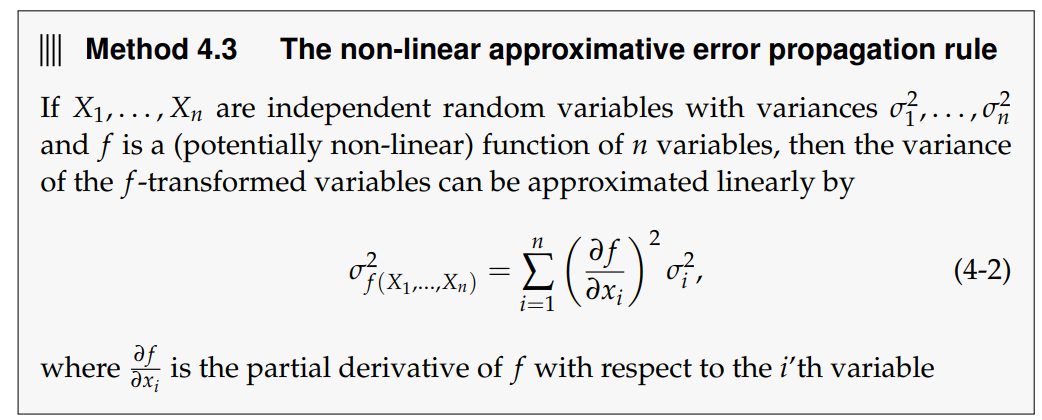 Method 4.3 The non-linear approximative error propagation rule
If $X_1, \ldots, X_n$ are independent random variables with variances $\sigma_1^2, \ldots, \sigma_n^2$
and $f$ is a (potentially non-linear) function of $n$ variables, then the variance
of the $f$-transformed variables can be approximated linearly by
$\sigma_{f(X_1,\ldots,X_n)}^2 = \sum_{i=1}^{n} \left( \frac{\partial f}{\partial x_i} \right)^2 \sigma_i^2,$ (4-2)
where $\frac{\partial f}{\partial x_i}$ is the partial derivative of $f$ with respect to the $i$'th variable